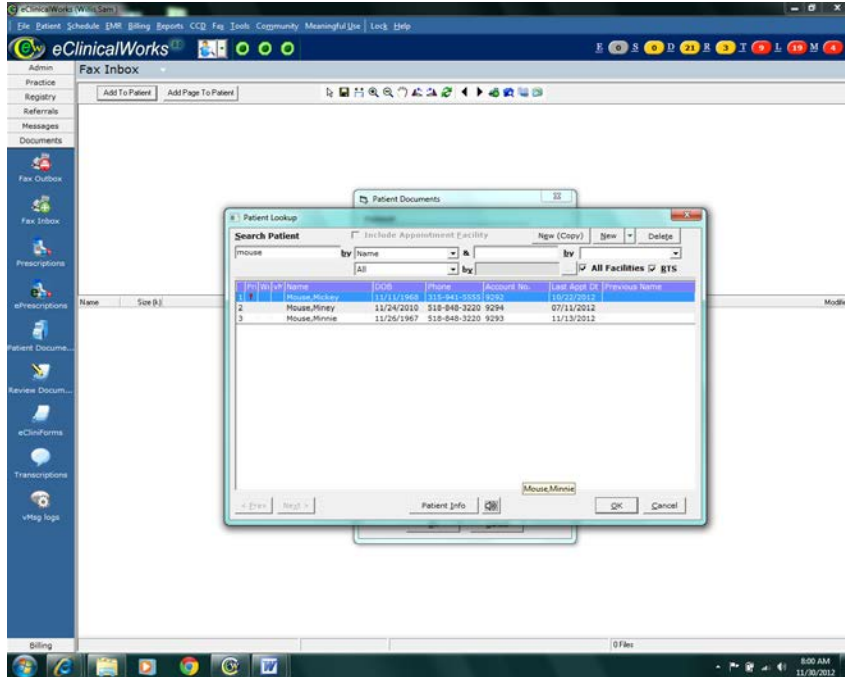 eClinicalWorks (Willis Sam)
File Patient Schedule EMR Billing Reports CCD Fax Tools Community Meaningful Use Lock Help
eClinicalWorks E 0 S 0 D 21 R 3 T 9 L 19 M 4
Admin
Fax Inbox
Practice
Registry
Add To Patient Add Page To Patient
Referrals
Messages
Documents
Fax Outbox
Fax Inbox
Prescriptions
ePrescriptions
Patient Docume...
Review Docum...
eCliniForms
Transcriptions
vMsg logs
Billing
Name Size (k)
Patient Documents
Patient Lookup
Search Patient Include Appointment Facility New (Copy) New Delete
mouse by Name & by
All by ... All Facilities RTS
Pri Name DOB Phone Account No. Last Appt Dt Previous Name
1 Mouse,Mickey 11/11/1968 315-941-5555 9292 10/22/2012
2 Mouse,Miney 11/24/2010 518-848-3220 9294 07/11/2012
3 Mouse,Minnie 11/26/1967 518-848-3220 9293 11/13/2012
Mouse,Minnie
< Prev Next > Patient Info OK Cancel
0 Files
8:00 AM
11/30/2012